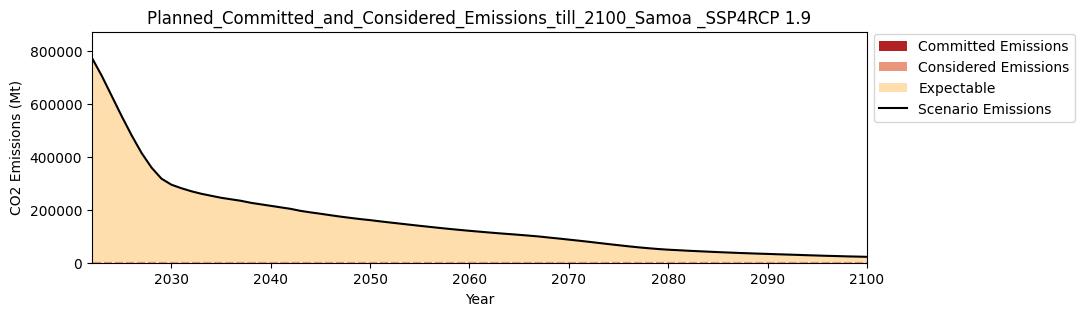 Planned_Committed_and_Considered_Emissions_till_2100_Samoa _SSP4RCP 1.9
CO2 Emissions (Mt)
800000
600000
400000
200000
0
2030 2040 2050 2060 2070 2080 2090 2100
Year
Committed Emissions
Considered Emissions
Expectable
Scenario Emissions